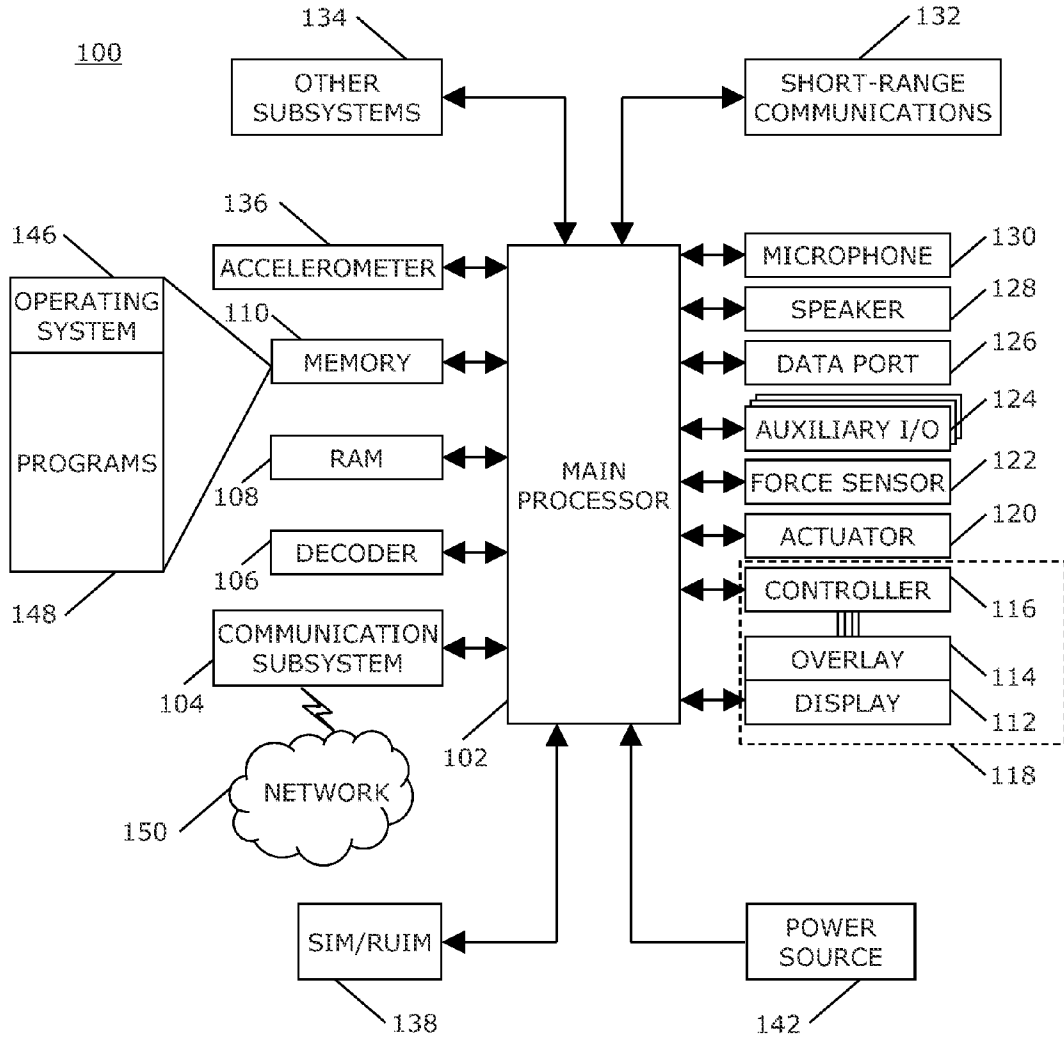 134
132
100
OTHER
SUBSYSTEMS
SHORT-RANGE
COMMUNICATIONS
136
146
ACCELEROMETER
MICROPHONE
130
OPERATING
SYSTEM
110
SPEAKER
128
MEMORY
DATA PORT
126
124
AUXILIARY I/O
PROGRAMS
RAM
108
MAIN
PROCESSOR
FORCE SENSOR
122
ACTUATOR
120
DECODER
106
148
CONTROLLER
116
COMMUNICATION
SUBSYSTEM
104
OVERLAY
114
DISPLAY
112
102
118
NETWORK
150
SIM/RUIM
138
POWER
SOURCE
142